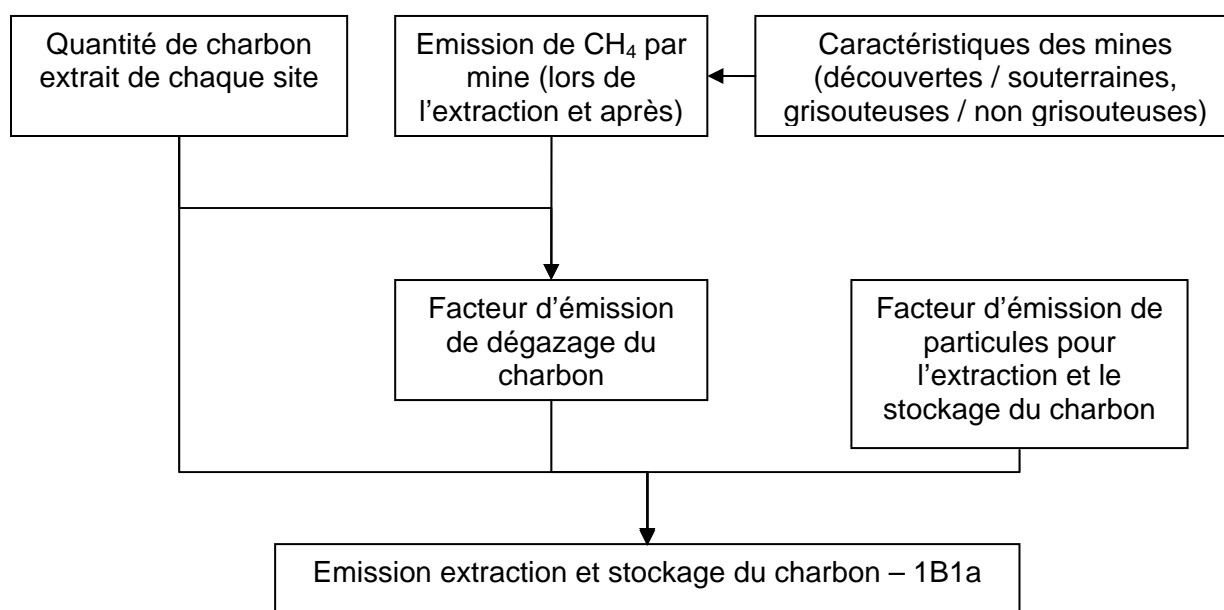 Quantité de charbon
extrait de chaque site
Emission de CH₄ par
mine (lors de
l’extraction et après)
Caractéristiques des mines
(découvertes / souterraines,
grisouteuses / non grisouteuses)
Facteur d’émission
de dégazage du
charbon
Facteur d’émission de
particules pour
l’extraction et le
stockage du charbon
Emission extraction et stockage du charbon – 1B1a